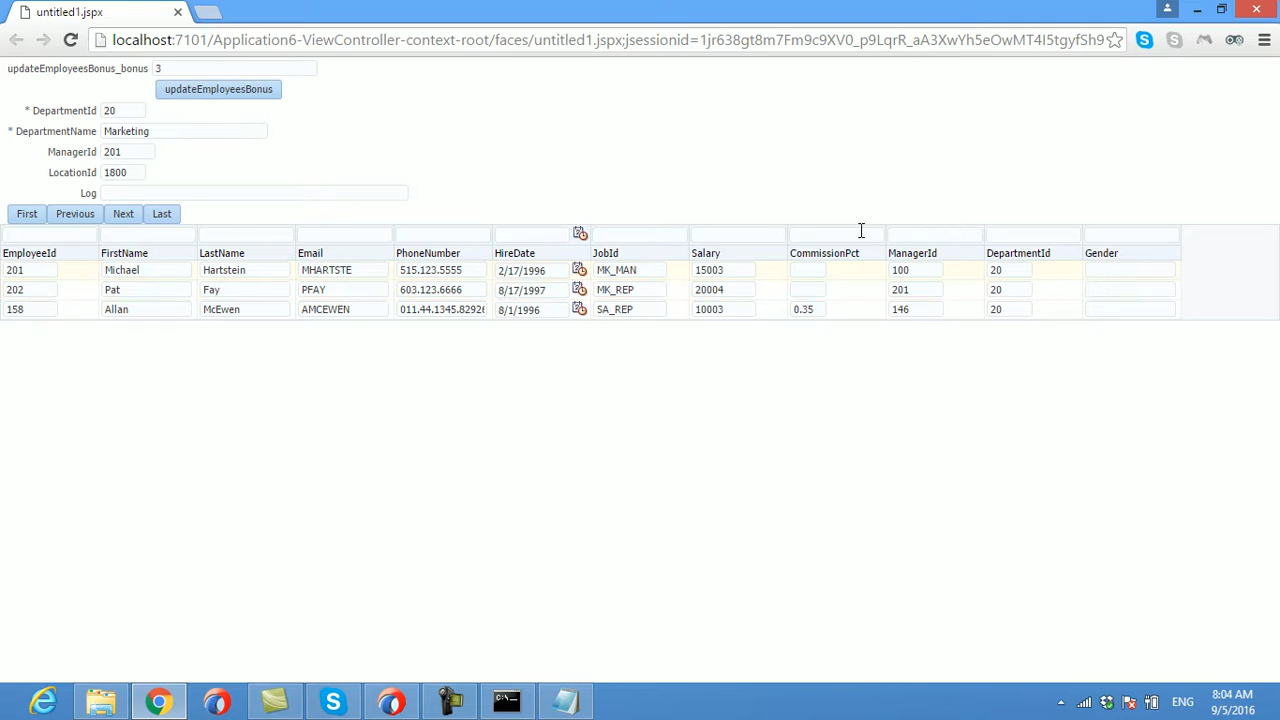 untitled1.jspx
localhost:7101/Application6-ViewController-context-root/faces/untitled1.jspx;jsessionid=1jr638gt8m7Fm9c9XV0_p9LqrR_aA3XwYh5eOwMT4I5tgyfSh9
updateEmployeesBonus_bonus 3
updateEmployeesBonus
* DepartmentId 20
* DepartmentName Marketing
ManagerId 201
LocationId 1800
Log
First Previous Next Last
EmployeeId FirstName LastName Email PhoneNumber HireDate JobId Salary CommissionPct ManagerId DepartmentId Gender
201 Michael Hartstein MHARTSTE 515.123.5555 2/17/1996 MK_MAN 15003 100 20
202 Pat Fay PFAY 603.123.6666 8/17/1997 MK_REP 20004 201 20
158 Allan McEwen AMCEWEN 011.44.1345.82926 8/1/1996 SA_REP 10003 0.35 146 20
ENG 8:04 AM
9/5/2016